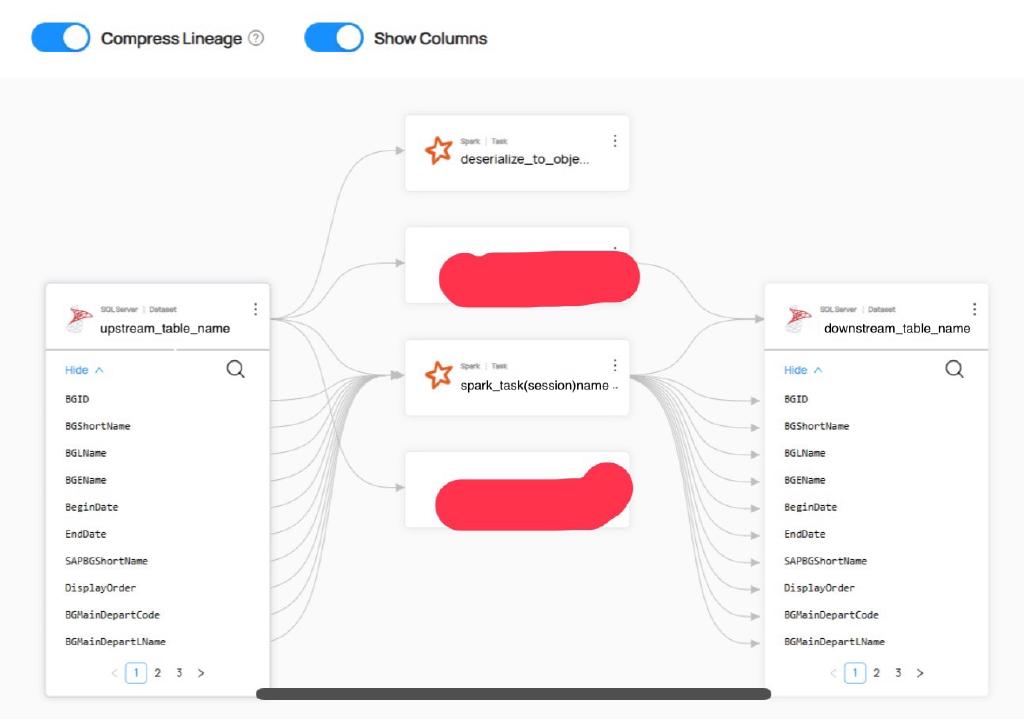 Compress Lineage ?
Show Columns
Spark | Task
deserialize_to_obje...
SQLServer | Dataset
upstream_table_name
Hide
BGID
BGShortName
BGLName
BGEName
BeginDate
EndDate
SAPBGShortName
DisplayOrder
BGMainDepartCode
BGMainDepartLName
< 1 2 3 >
Spark | Task
spark_task(session)name ..
SQLServer | Dataset
downstream_table_name
Hide
BGID
BGShortName
BGLName
BGEName
BeginDate
EndDate
SAPBGShortName
DisplayOrder
BGMainDepartCode
BGMainDepartLName
< 1 2 3 >